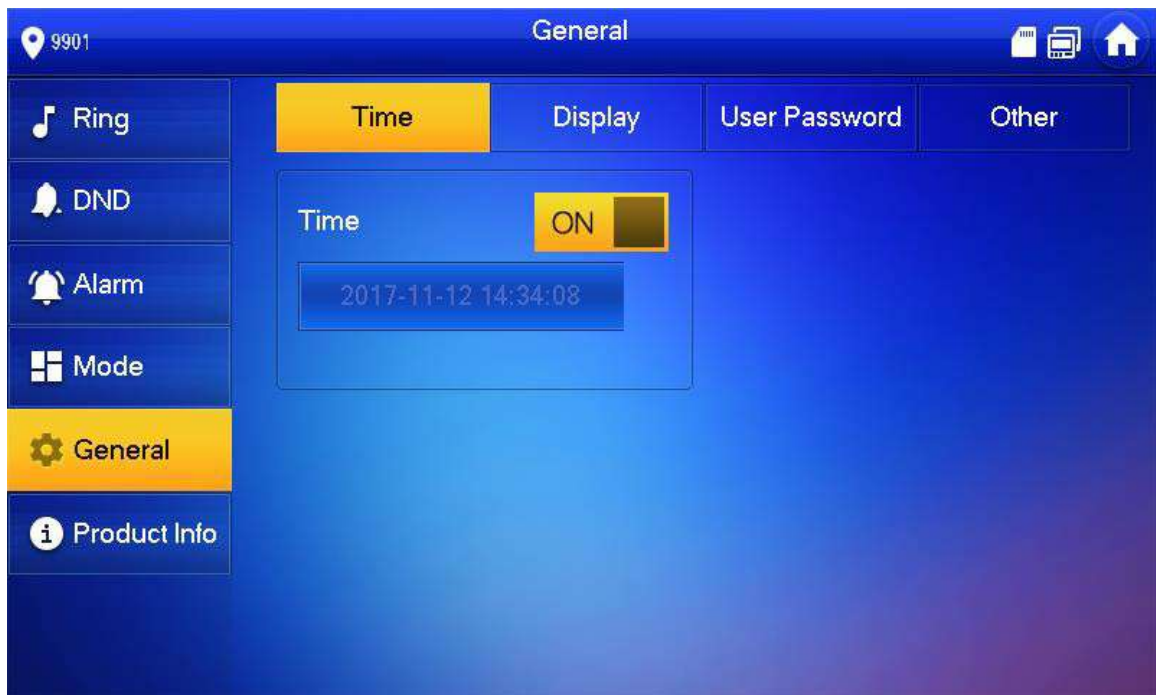 9901
General
Ring
DND
Alarm
Mode
General
Product Info
Time Display User Password Other
Time ON
2017-11-12 14:34:08